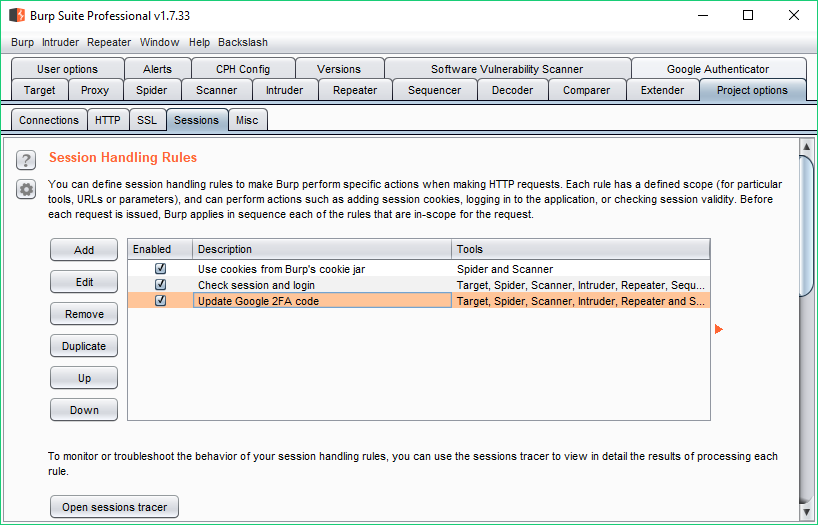 Burp Suite Professional v1.7.33
Burp Intruder Repeater Window Help Backslash
User options Alerts CPH Config Versions Software Vulnerability Scanner Google Authenticator
Target Proxy Spider Scanner Intruder Repeater Sequencer Decoder Comparer Extender Project options
Connections HTTP SSL Sessions Misc
? Session Handling Rules
You can define session handling rules to make Burp perform specific actions when making HTTP requests. Each rule has a defined scope (for particular
tools, URLs or parameters), and can perform actions such as adding session cookies, logging in to the application, or checking session validity. Before
each request is issued, Burp applies in sequence each of the rules that are in-scope for the request.
Add Enabled Description Tools
Use cookies from Burp's cookie jar Spider and Scanner
Edit Check session and login Target, Spider, Scanner, Intruder, Repeater, Sequ...
Update Google 2FA code Target, Spider, Scanner, Intruder, Repeater and S...
Remove
Duplicate
Up
Down
To monitor or troubleshoot the behavior of your session handling rules, you can use the sessions tracer to view in detail the results of processing each
rule.
Open sessions tracer